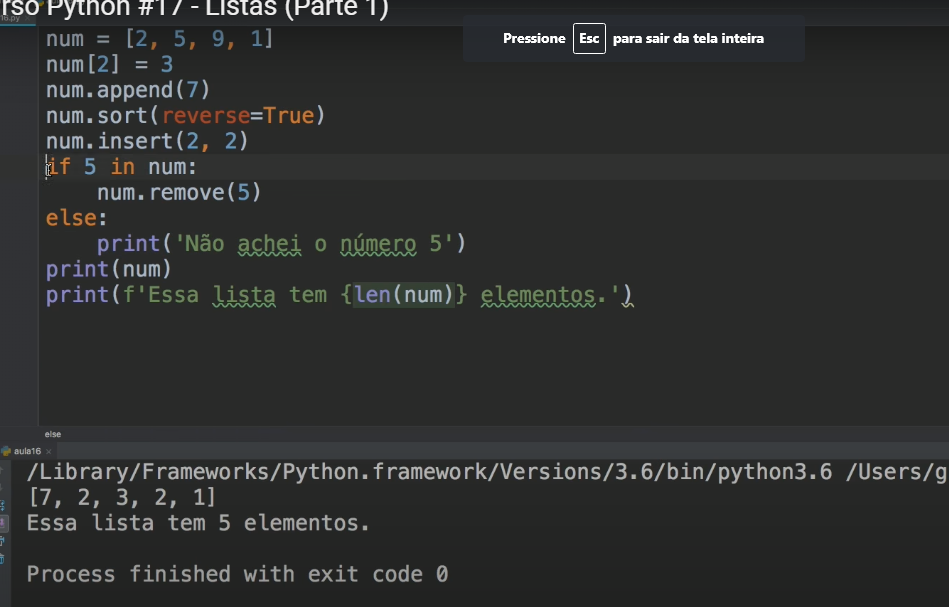 rso Python #17 - Listas (Parte 1)
Pressione Esc para sair da tela inteira
num = [2, 5, 9, 1]
num[2] = 3
num.append(7)
num.sort(reverse=True)
num.insert(2, 2)
if 5 in num:
    num.remove(5)
else:
    print('Não achei o número 5')
print(num)
print(f'Essa lista tem {len(num)} elementos.')
else
aula16
/Library/Frameworks/Python.framework/Versions/3.6/bin/python3.6 /Users/g
[7, 2, 3, 2, 1]
Essa lista tem 5 elementos.
Process finished with exit code 0